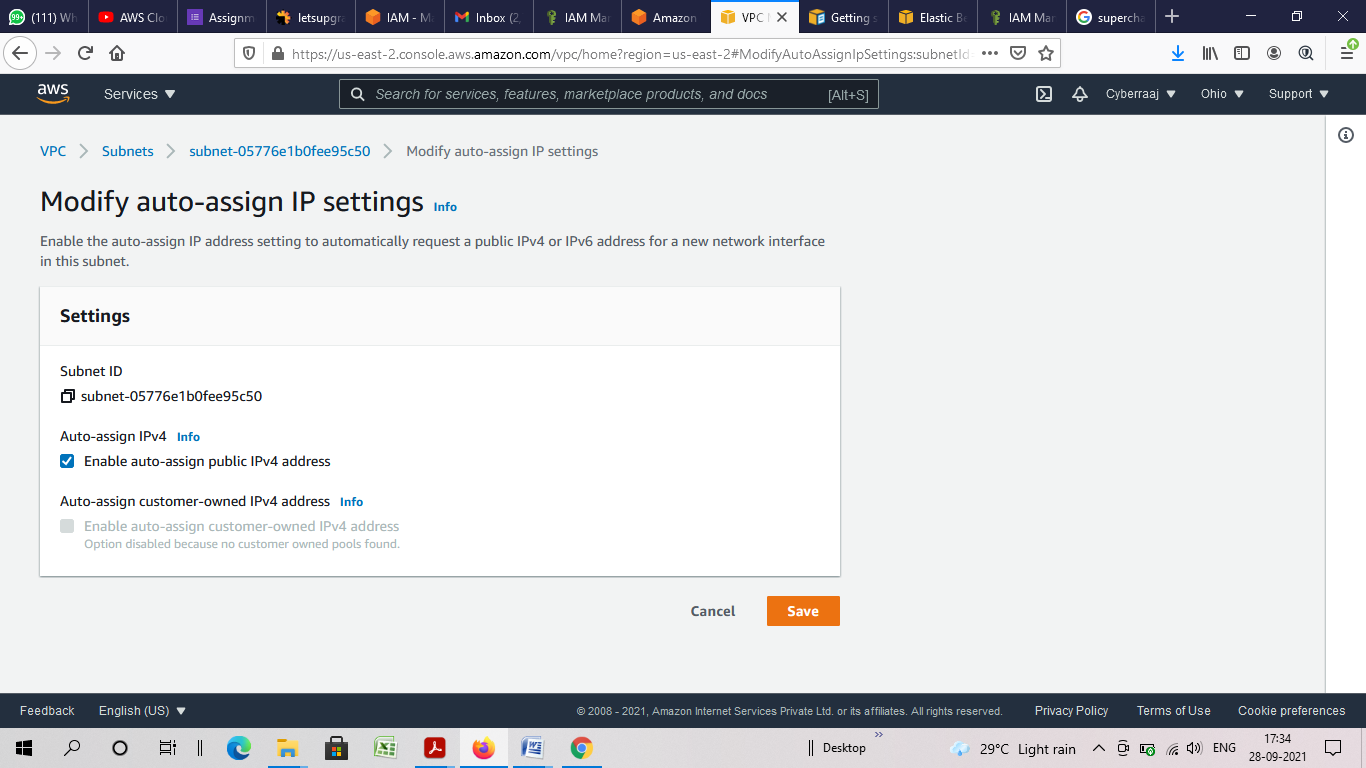 (111) Wh
AWS Clo
Assignm
letsupgra
IAM - Ma
Inbox (2,
IAM Man
Amazon
VPC M
Getting s
Elastic Be
IAM Man
supercha
https://us-east-2.console.aws.amazon.com/vpc/home?region=us-east-2#ModifyAutoAssignIpSettings:subnetId=
aws
Services
Search for services, features, marketplace products, and docs
[Alt+S]
Cyberraaj
Ohio
Support
VPC
Subnets
subnet-05776e1b0fee95c50
Modify auto-assign IP settings
Modify auto-assign IP settings Info
Enable the auto-assign IP address setting to automatically request a public IPv4 or IPv6 address for a new network interface
in this subnet.
Settings
Subnet ID
subnet-05776e1b0fee95c50
Auto-assign IPv4 Info
Enable auto-assign public IPv4 address
Auto-assign customer-owned IPv4 address Info
Enable auto-assign customer-owned IPv4 address
Option disabled because no customer owned pools found.
Cancel
Save
Feedback
English (US)
© 2008 - 2021, Amazon Internet Services Private Ltd. or its affiliates. All rights reserved.
Privacy Policy
Terms of Use
Cookie preferences
Desktop
29°C Light rain
ENG
17:34
28-09-2021